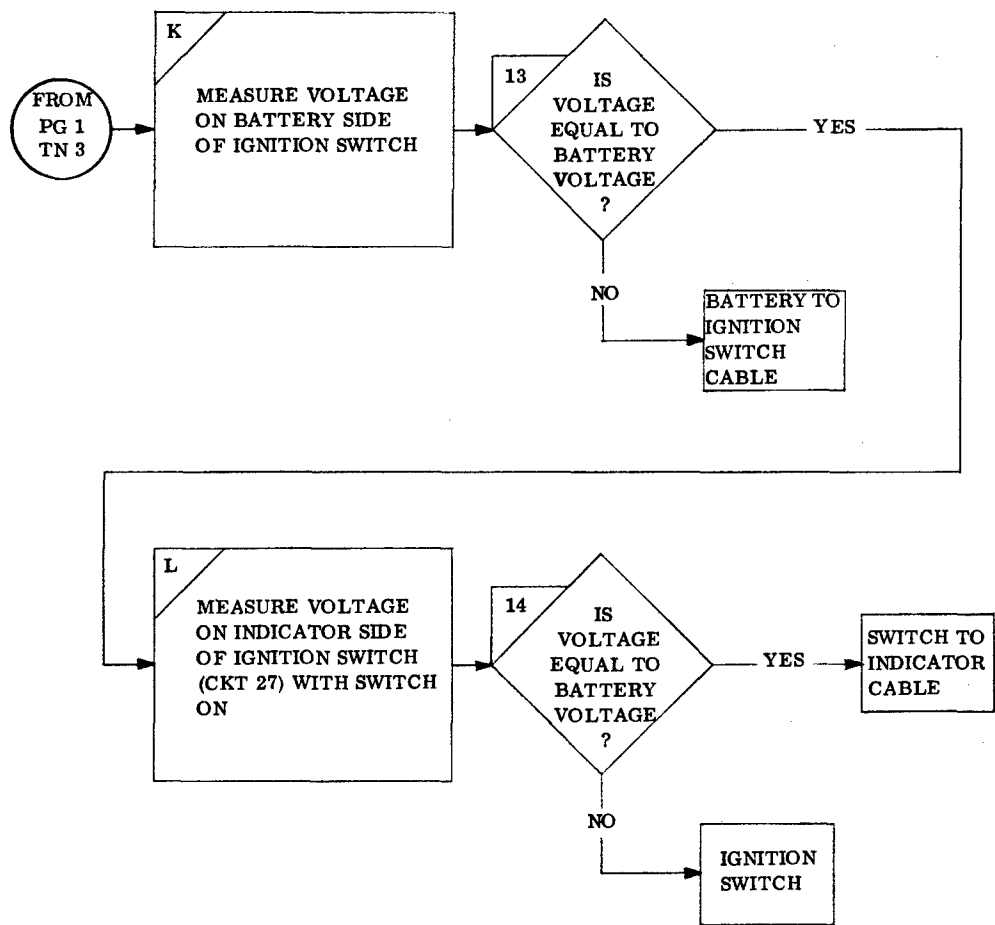 FROM
PG 1
TN 3
K
MEASURE VOLTAGE
ON BATTERY SIDE
OF IGNITION SWITCH
13
IS
VOLTAGE
EQUAL TO
BATTERY
VOLTAGE
?
YES
NO
BATTERY TO
IGNITION
SWITCH
CABLE
L
MEASURE VOLTAGE
ON INDICATOR SIDE
OF IGNITION SWITCH
(CKT 27) WITH SWITCH
ON
14
IS
VOLTAGE
EQUAL TO
BATTERY
VOLTAGE
?
YES
SWITCH TO
INDICATOR
CABLE
NO
IGNITION
SWITCH